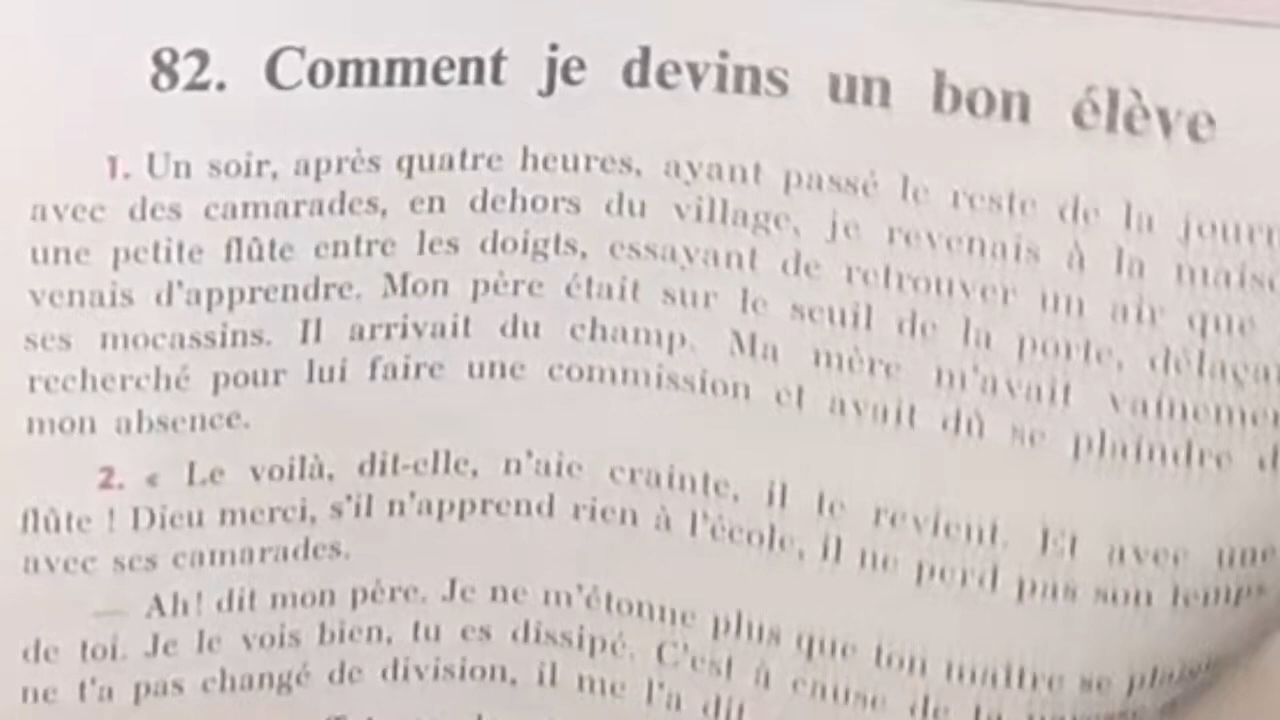 82. Comment je devins un bon élève
1. Un soir, après quatre heures, ayant passé le reste de la journ
avec des camarades, en dehors du village, je revenais à la maiso
une petite flûte entre les doigts, essayant de retrouver un air que
venais d'apprendre. Mon père était sur le seuil de la porte, délaçan
ses mocassins. Il arrivait du champ. Ma mère m'avait vainemen
recherché pour lui faire une commission et avait dû se plaindre d
mon absence.
2. « Le voilà, dit-elle, n'aie crainte, il te revient. Et avec une
flûte ! Dieu merci, s'il n'apprend rien à l'école, il ne perd pas son temps
avec ses camarades.
— Ah! dit mon père. Je ne m'étonne plus que ton maître se
de toi. Je le vois bien, tu es dissipé. C'est à cause de
ne t'a pas changé de division, il me l'a dit